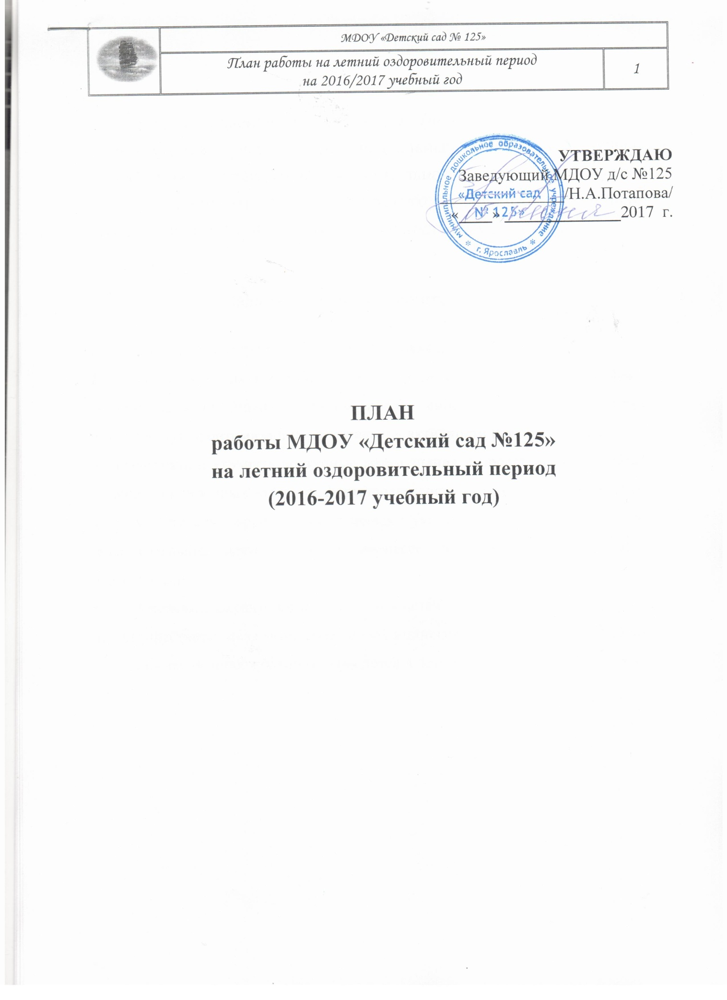 МДОУ «Детский сад № 125»
План работы на летний оздоровительный период
на 2016/2017 учебный год
1
УТВЕРЖДАЮ
Заведующий МДОУ д/с №125
/Н.А.Потапова/
«____» ______________2017 г.
муниципальное дошкольное образовательное учреждение
«Детский сад
№ 125»
* г. Ярославль *
ПЛАН
работы МДОУ «Детский сад №125»
на летний оздоровительный период
(2016-2017 учебный год)